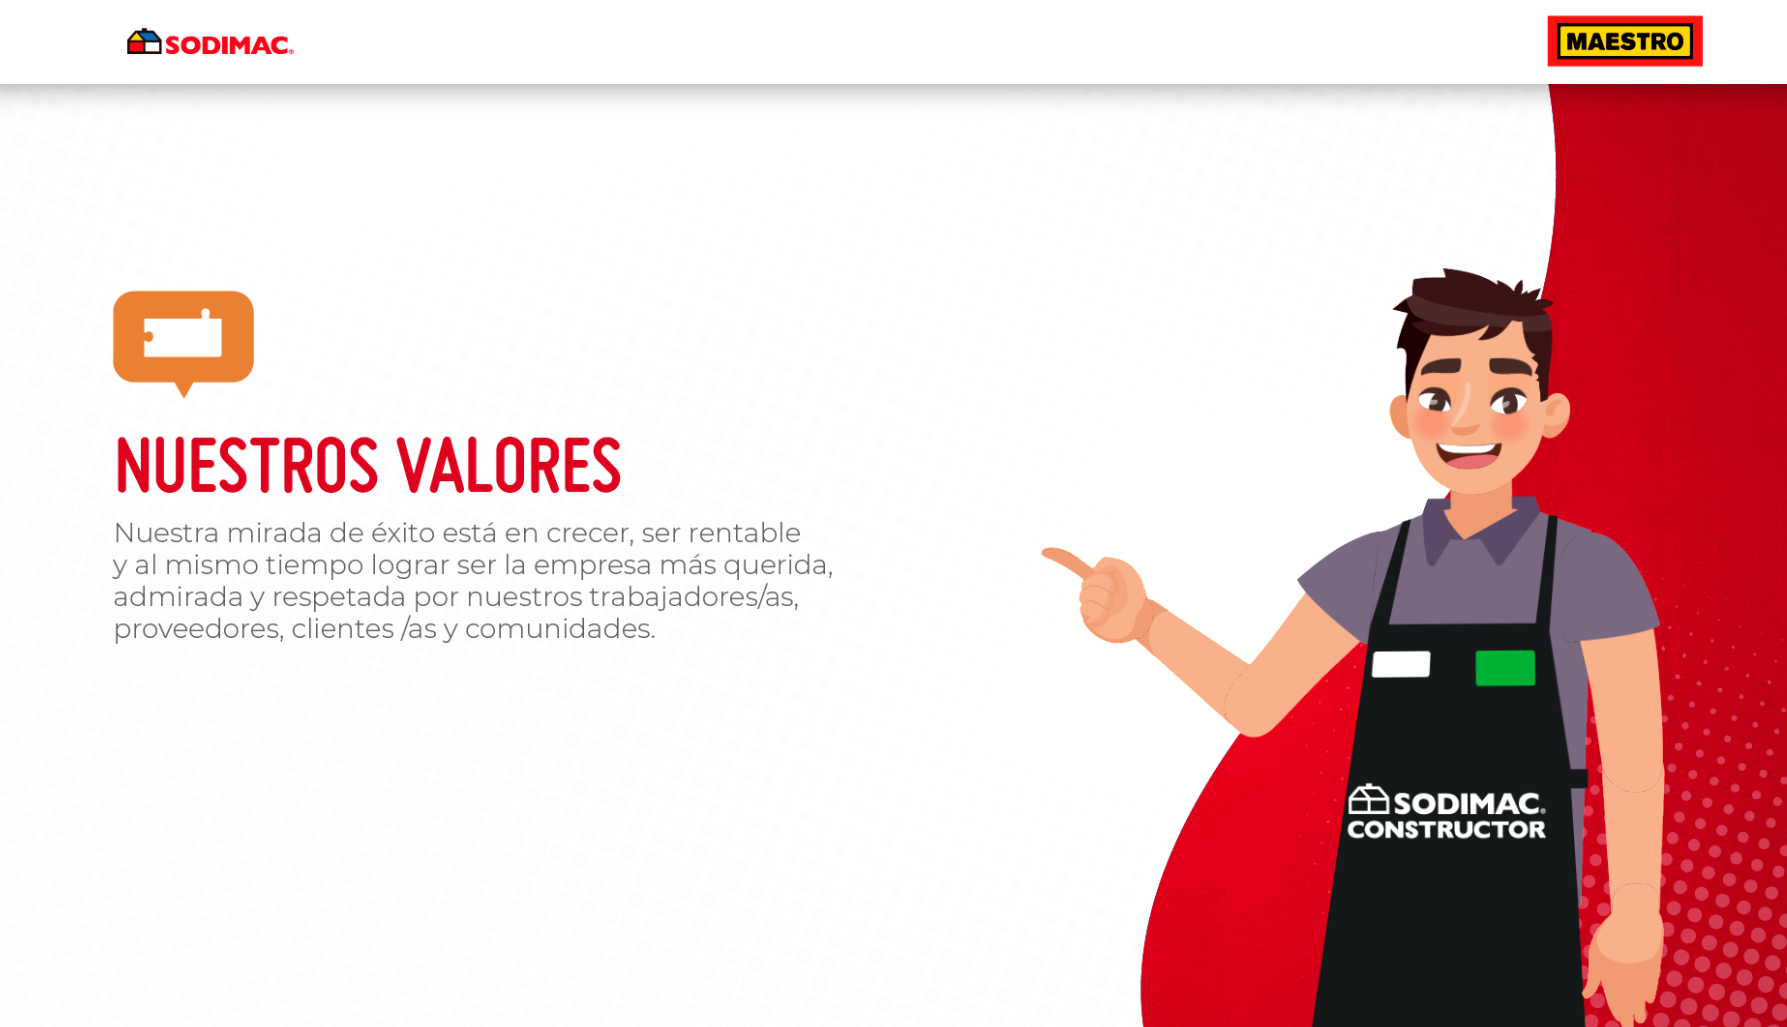 SODIMAC®
MAESTRO
NUESTROS VALORES
Nuestra mirada de éxito está en crecer, ser rentable
y al mismo tiempo lograr ser la empresa más querida,
admirada y respetada por nuestros trabajadores/as,
proveedores, clientes /as y comunidades.
SODIMAC®
CONSTRUCTOR